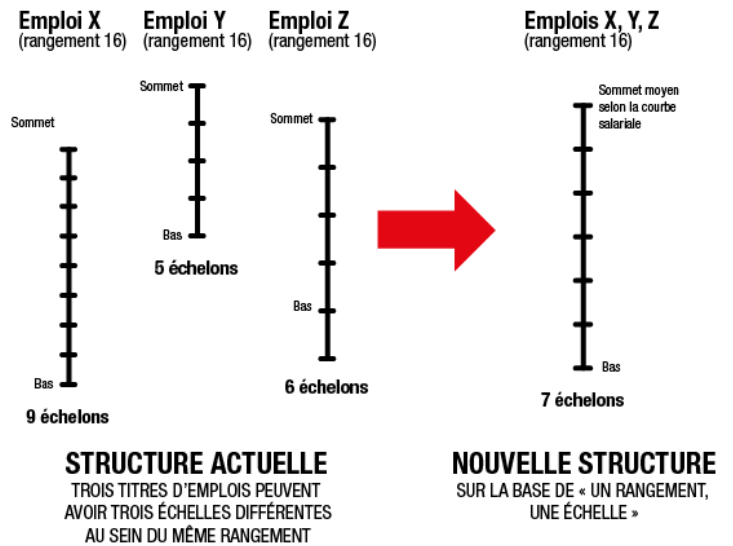 Emploi X
(rangement 16)
Sommet
Bas
9 échelons
Emploi Y
(rangement 16)
Sommet
Bas
5 échelons
Emploi Z
(rangement 16)
Sommet
Bas
6 échelons
Emplois X, Y, Z
(rangement 16)
Sommet moyen
selon la courbe
salariale
Bas
7 échelons
STRUCTURE ACTUELLE
TROIS TITRES D’EMPLOIS PEUVENT
AVOIR TROIS ÉCHELLES DIFFÉRENTES
AU SEIN DU MÊME RANGEMENT
NOUVELLE STRUCTURE
SUR LA BASE DE « UN RANGEMENT,
UNE ÉCHELLE »